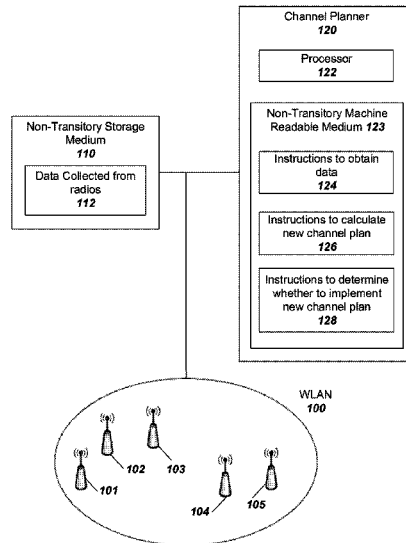 Channel Planner
120
Processor
122
Non-Transitory Machine
Readable Medium 123
Instructions to obtain
data
124
Instructions to calculate
new channel plan
126
Instructions to determine
whether to implement
new channel plan
128
Non-Transitory Storage
Medium
110
Data Collected from
radios
112
WLAN
100
101
102
103
104
105